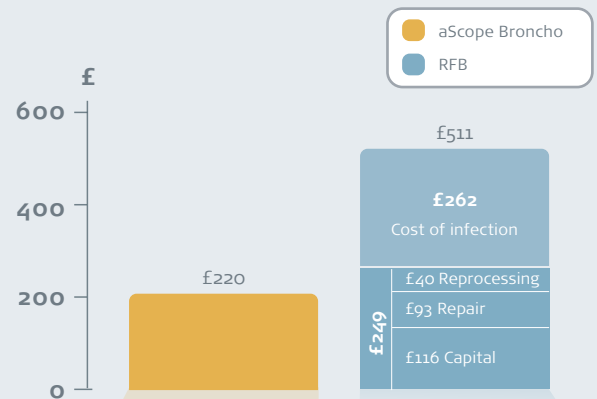 aScope Broncho
RFB
£
600
400
200
0
£220
£511
£262
Cost of infection
£249
£40 Reprocessing
£93 Repair
£116 Capital